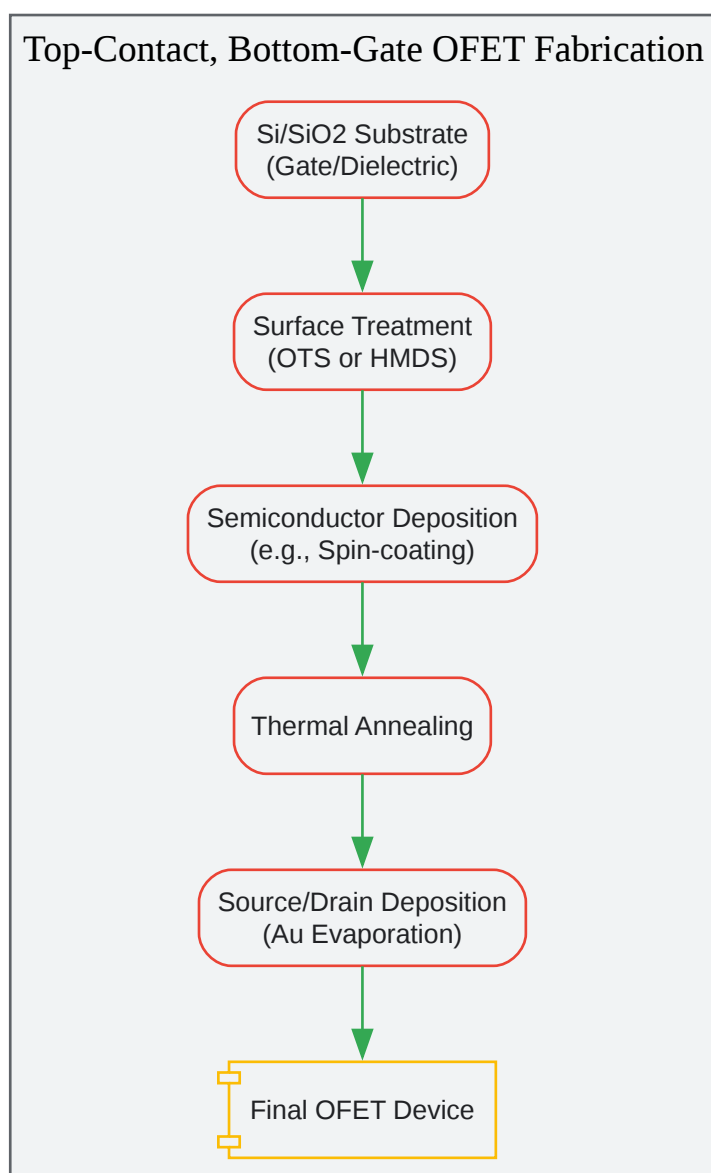 Top-Contact, Bottom-Gate OFET Fabrication
Si/SiO2 Substrate
(Gate/Dielectric)
Surface Treatment
(OTS or HMDS)
Semiconductor Deposition
(e.g., Spin-coating)
Thermal Annealing
Source/Drain Deposition
(Au Evaporation)
Final OFET Device